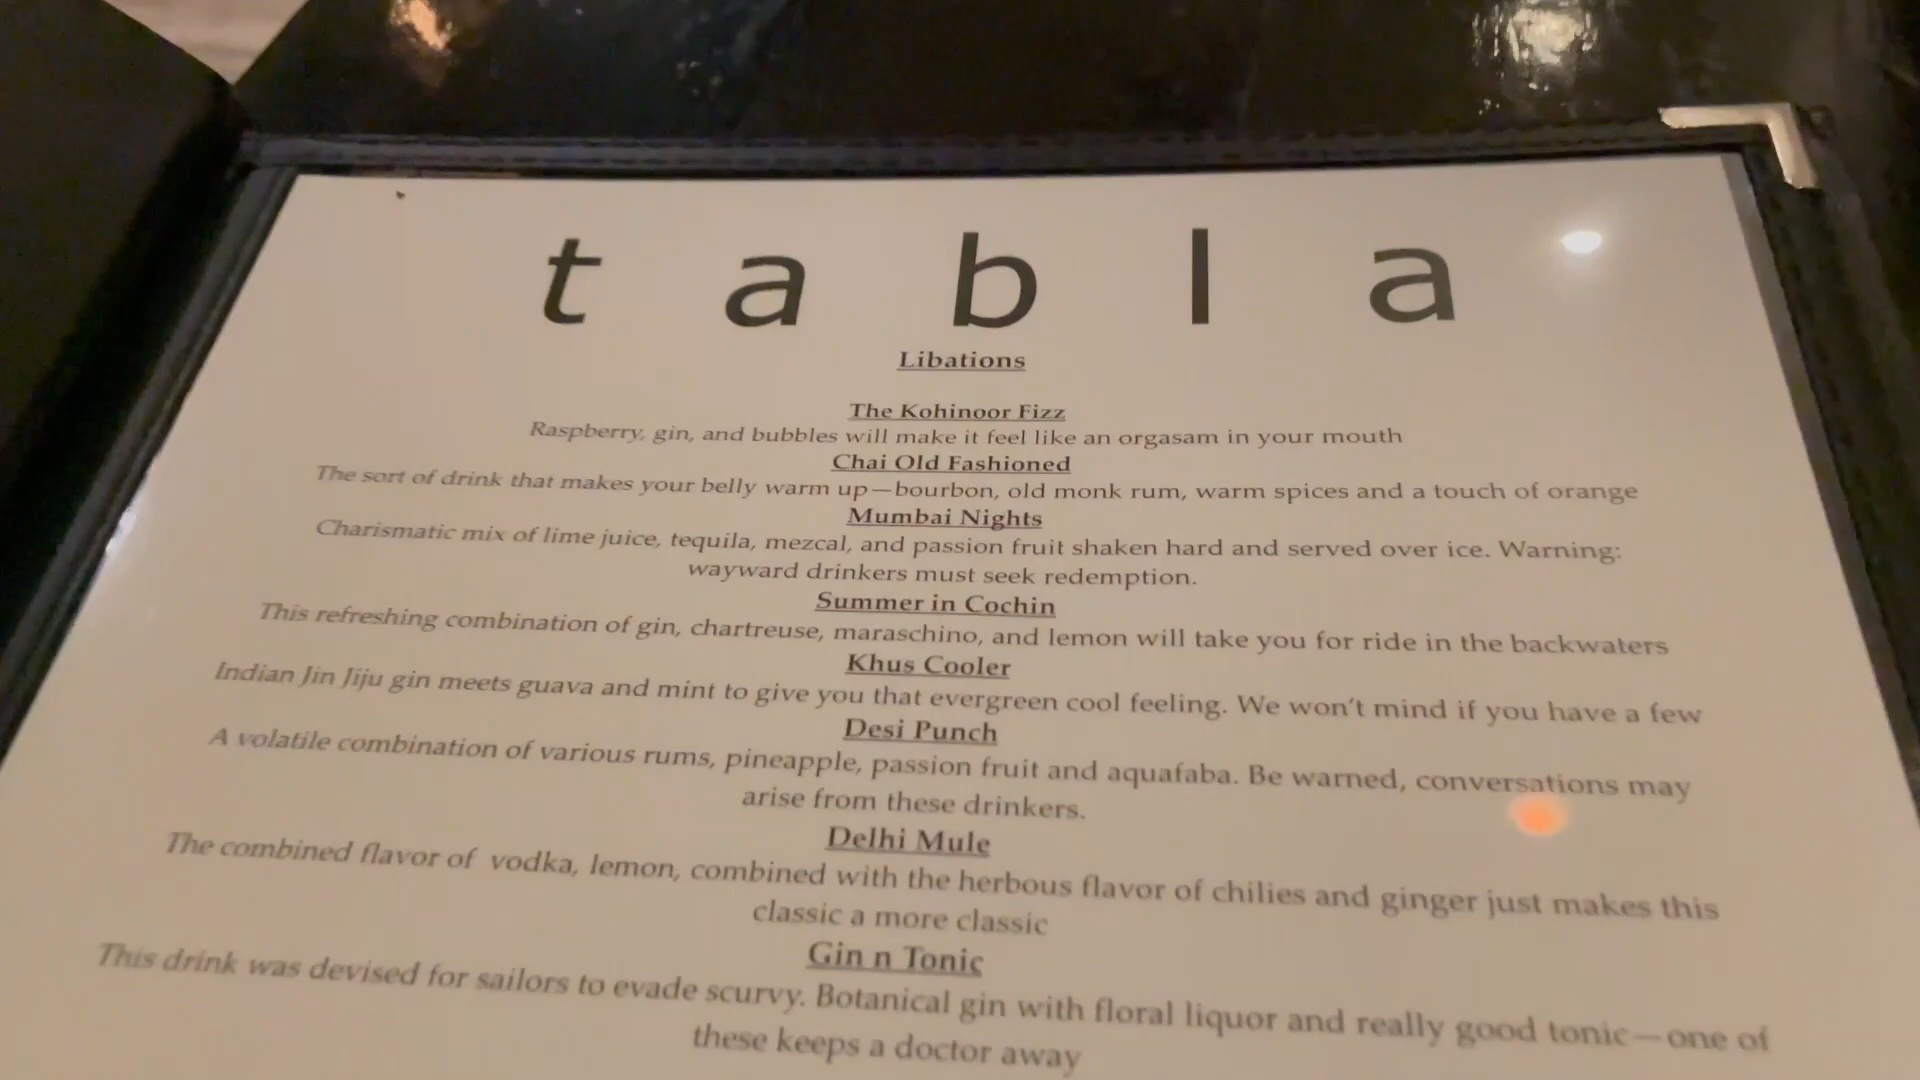 tabla
Libations
The Kohinoor Fizz
Raspberry, gin, and bubbles will make it feel like an orgasam in your mouth
Chai Old Fashioned
The sort of drink that makes your belly warm up—bourbon, old monk rum, warm spices and a touch of orange
Mumbai Nights
Charismatic mix of lime juice, tequila, mezcal, and passion fruit shaken hard and served over ice. Warning:
wayward drinkers must seek redemption.
Summer in Cochin
This refreshing combination of gin, chartreuse, maraschino, and lemon will take you for ride in the backwaters
Khus Cooler
Indian Jin Jiju gin meets guava and mint to give you that evergreen cool feeling. We won't mind if you have a few
Desi Punch
A volatile combination of various rums, pineapple, passion fruit and aquafaba. Be warned, conversations may
arise from these drinkers.
Delhi Mule
The combined flavor of vodka, lemon, combined with the herbous flavor of chilies and ginger just makes this
classic a more classic
Gin n Tonic
This drink was devised for sailors to evade scurvy. Botanical gin with floral liquor and really good tonic—one of
these keeps a doctor away